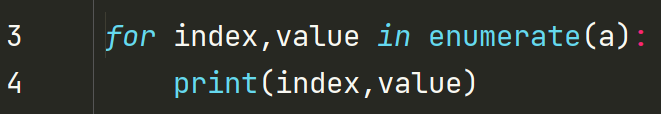 3 for index,value in enumerate(a):
4 print(index,value)